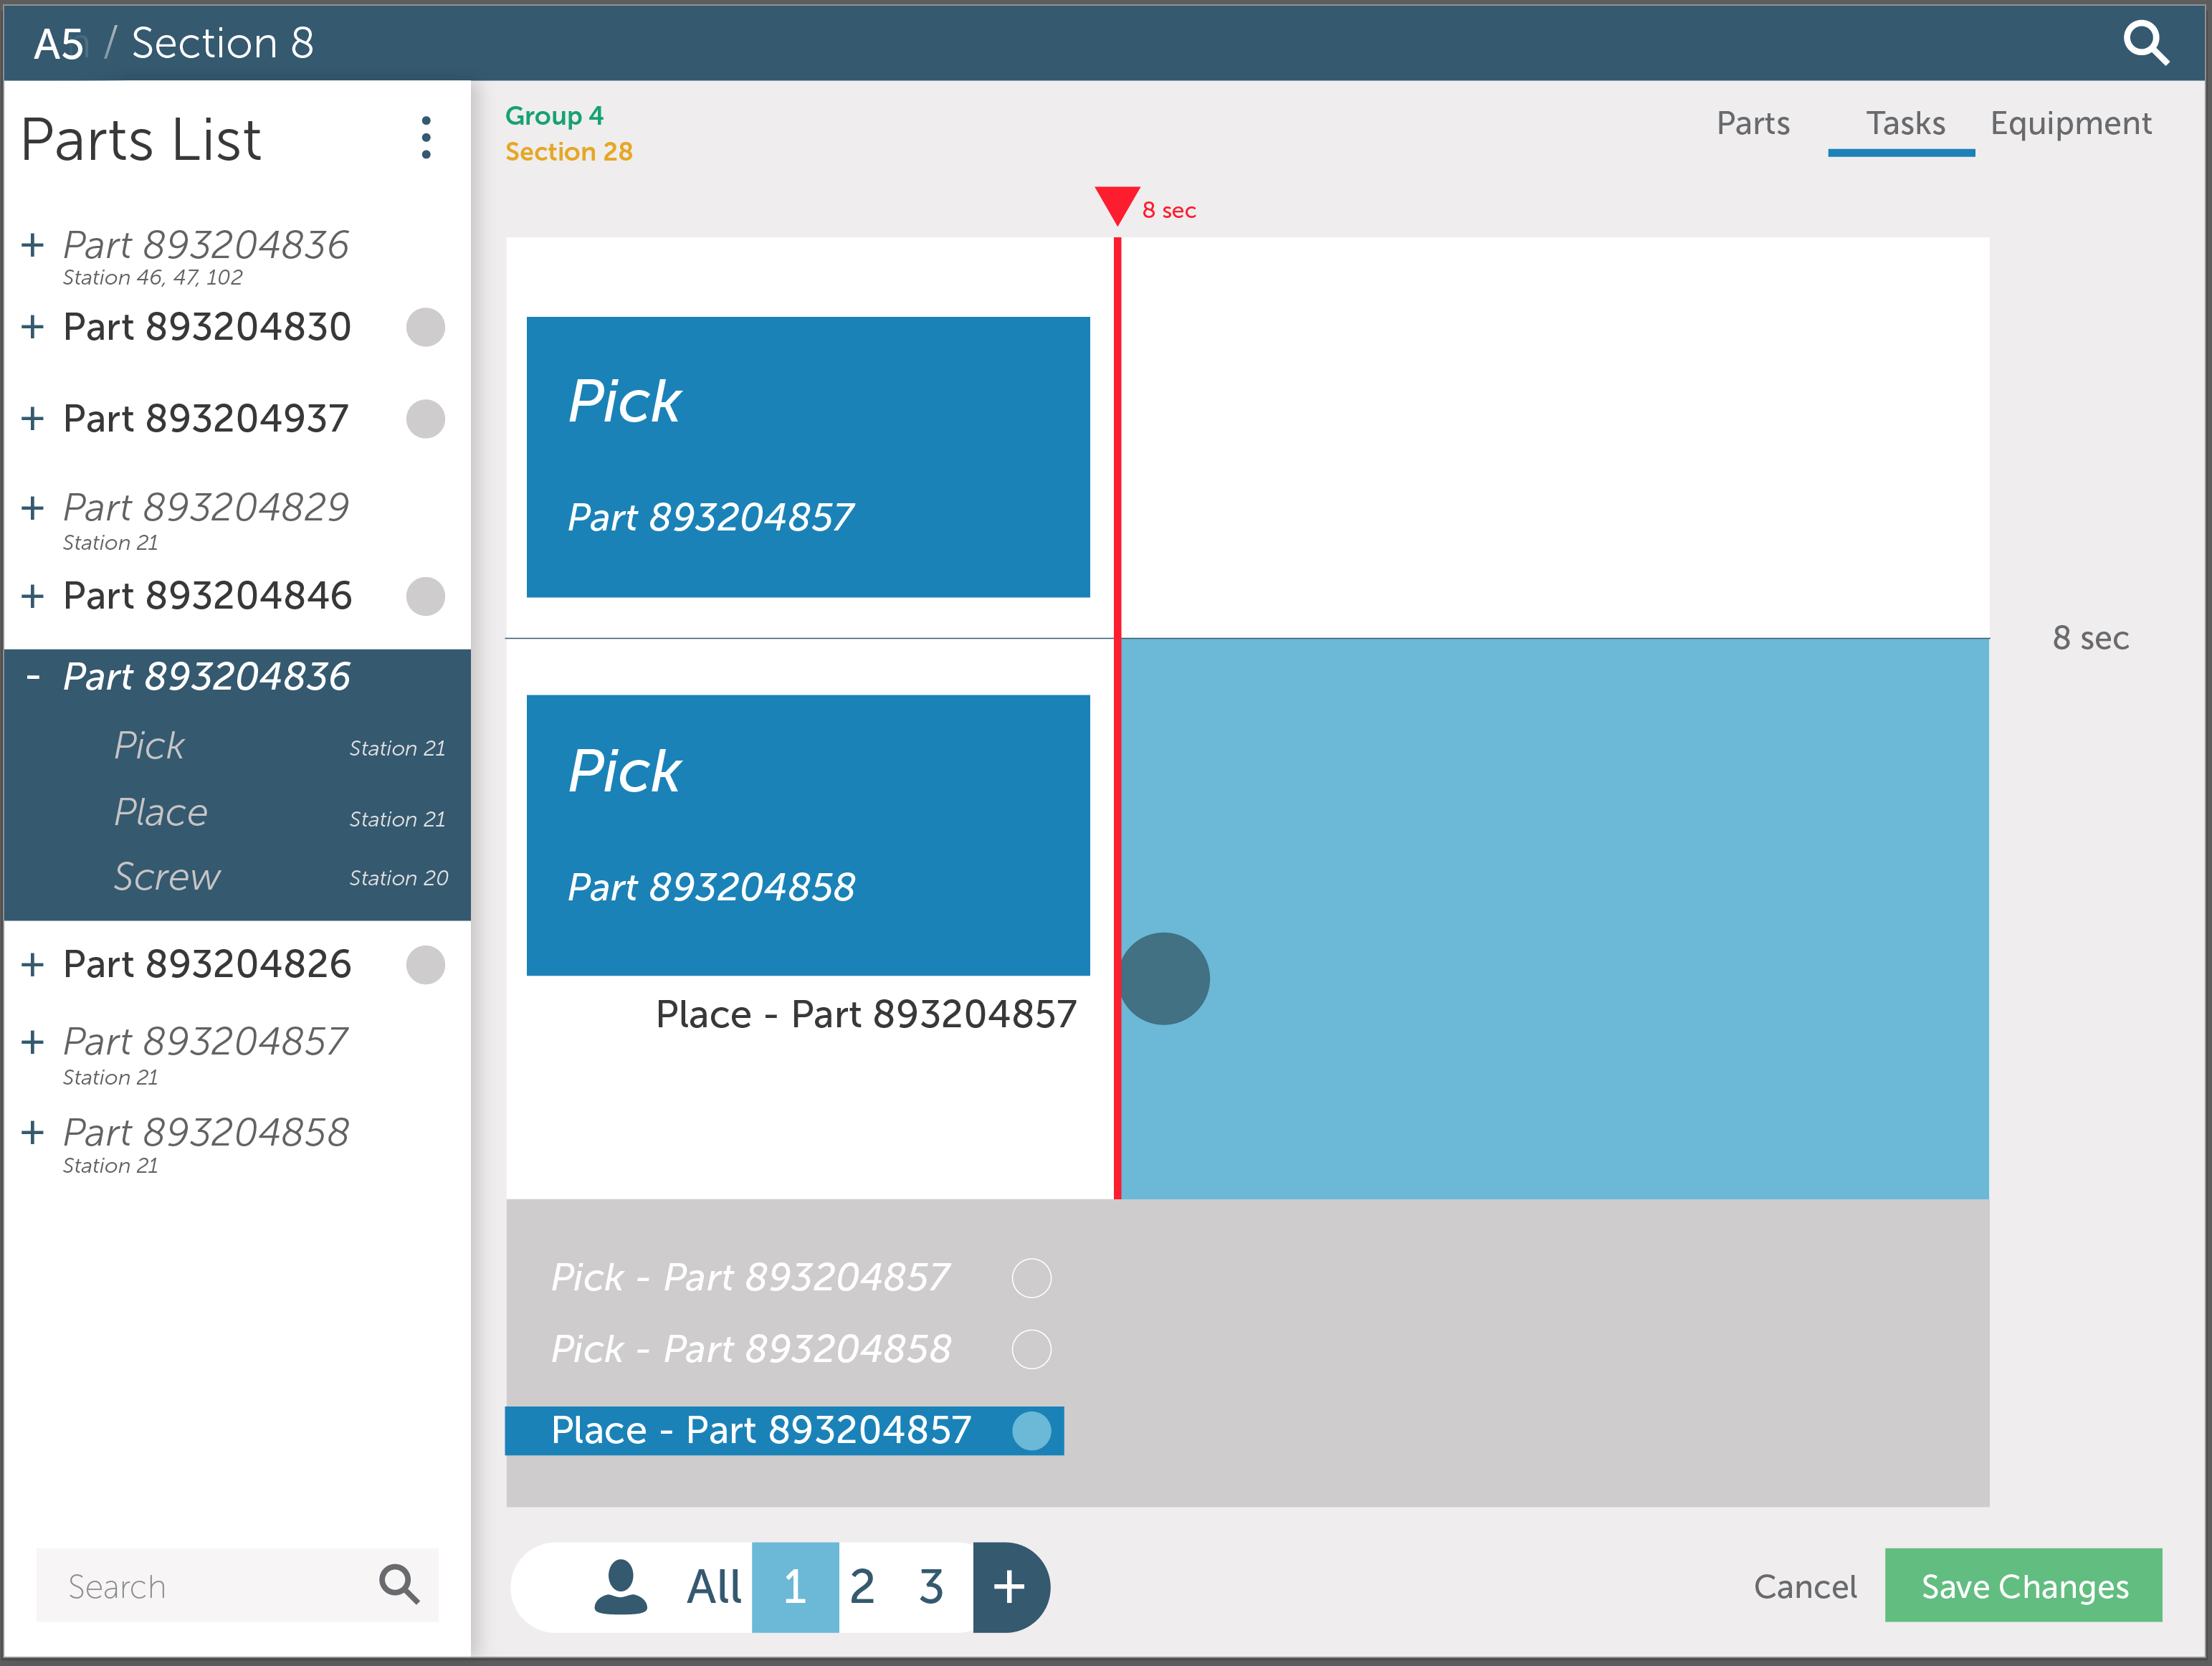 A5 / Section 8
Parts List
+ Part 893204836
Station 46, 47, 102
+ Part 893204830
+ Part 893204937
+ Part 893204829
Station 21
+ Part 893204846
- Part 893204836
Pick Station 21
Place Station 21
Screw Station 20
+ Part 893204826
+ Part 893204857
Station 21
+ Part 893204858
Station 21
Search
Group 4
Section 28
Parts Tasks Equipment
8 sec
Pick
Part 893204857
8 sec
Pick
Part 893204858
Place - Part 893204857
Pick - Part 893204857
Pick - Part 893204858
Place - Part 893204857
All 1 2 3 +
Cancel Save Changes